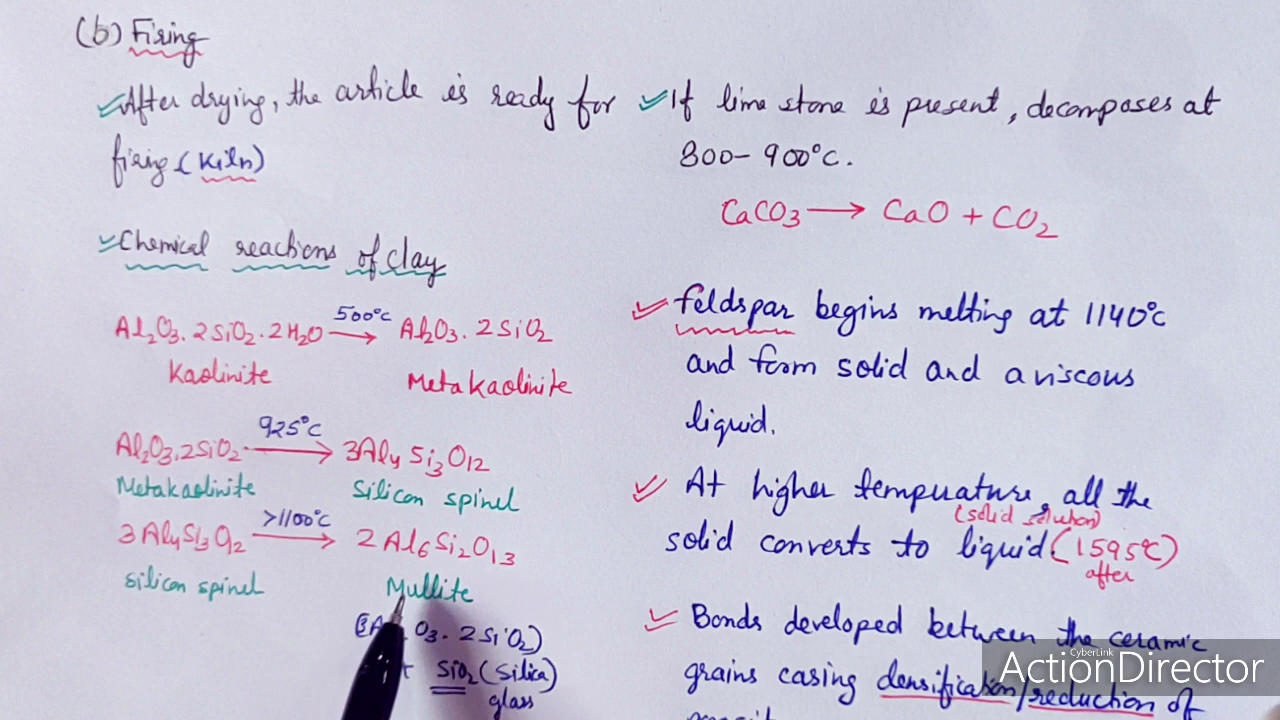 (b) Firing
After drying, the article is ready for
firing (Kiln)
Chemical reactions of clay
Al2O3.2SiO2.2H2O 500°C → Al2O3.2SiO2
Kaolinite Metakaolinite
Al2O3.2SiO2 925°C → 3Al4Si3O12
Metakaolinite Silicon spinel
3Al4Si3O12 >1100°C → 2Al6Si2O13
silicon spinel Mullite
O3.2SiO2)
+ SiO2 (Silica)
glass
If lime stone is present, decomposes at
800-900°C.
CaCO3 → CaO + CO2
feldspar begins melting at 1140°C
and form solid and a viscous
liquid.
At higher temperature, all the
(solid solution)
solid converts to liquid. (1595°C)
after
Bonds developed between the ceramic
grains casing densification/reduction of
CyberLink
ActionDirector